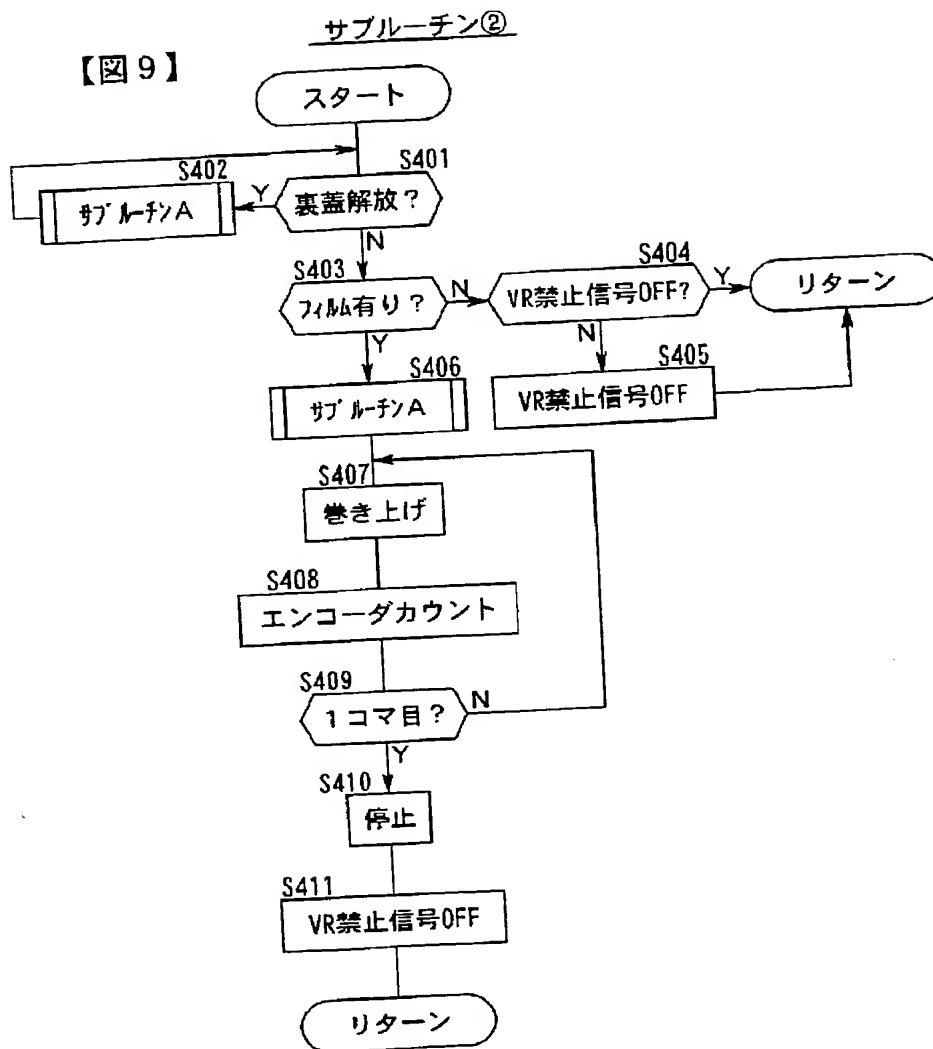 サブルーチン②
【図9】
スタート
S401
裏蓋解放?
Y
N
S402
サブルーチンA
S403
フィルム有り?
N
Y
S404
VR禁止信号OFF?
Y
N
リターン
S405
VR禁止信号OFF
S406
サブルーチンA
S407
巻き上げ
S408
エンコーダカウント
S409
1コマ目?
N
Y
S410
停止
S411
VR禁止信号OFF
リターン